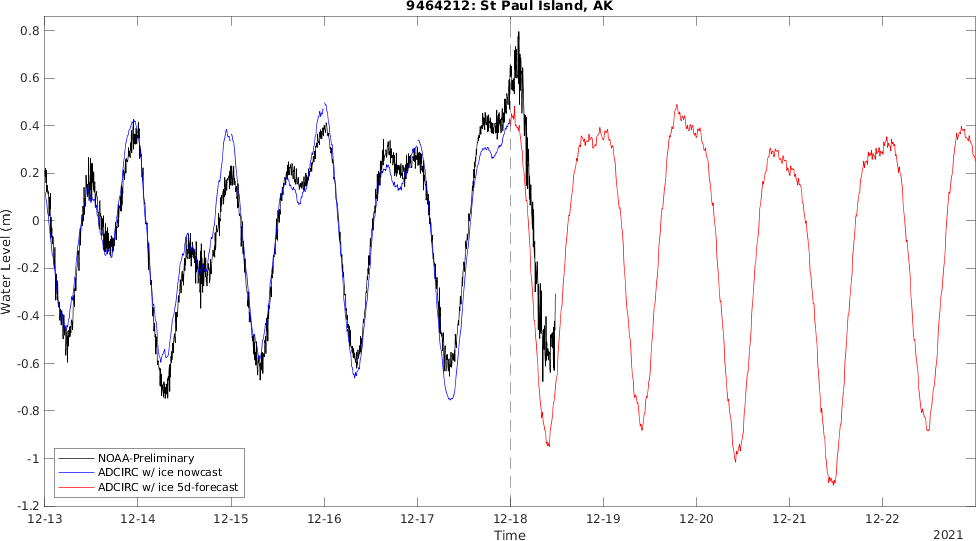 9464212: St Paul Island, AK
0.8
0.6
0.4
0.2
0
-0.2
-0.4
-0.6
-0.8
-1
-1.2
Water Level (m)
NOAA-Preliminary
ADCIRC w/ ice nowcast
ADCIRC w/ ice 5d-forecast
12-13 12-14 12-15 12-16 12-17 12-18 12-19 12-20 12-21 12-22
Time
2021